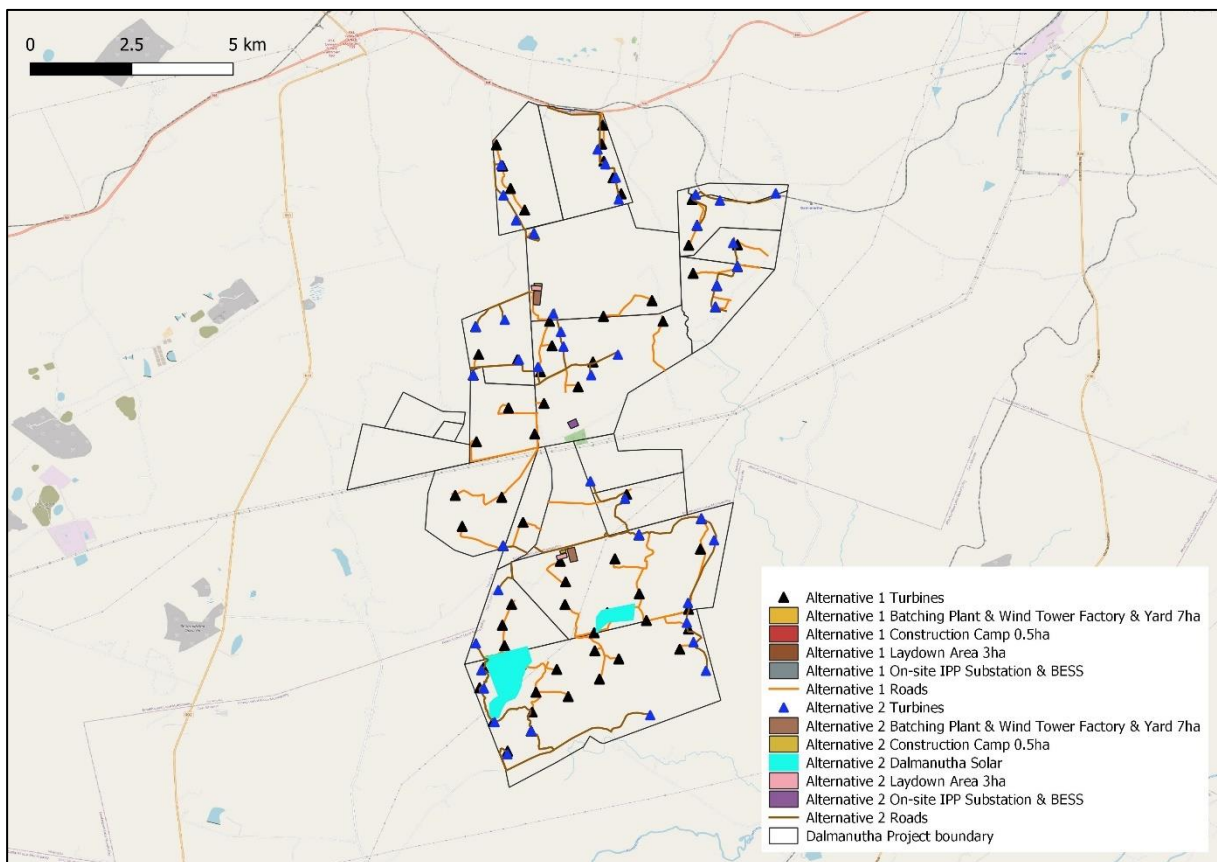 0 2.5 5 km
Alternative 1 Turbines
Alternative 1 Batching Plant & Wind Tower Factory & Yard 7ha
Alternative 1 Construction Camp 0.5ha
Alternative 1 Laydown Area 3ha
Alternative 1 On-site IPP Substation & BESS
Alternative 1 Roads
Alternative 2 Turbines
Alternative 2 Batching Plant & Wind Tower Factory & Yard 7ha
Alternative 2 Construction Camp 0.5ha
Alternative 2 Dalmanutha Solar
Alternative 2 Laydown Area 3ha
Alternative 2 On-site IPP Substation & BESS
Alternative 2 Roads
Dalmanutha Project boundary